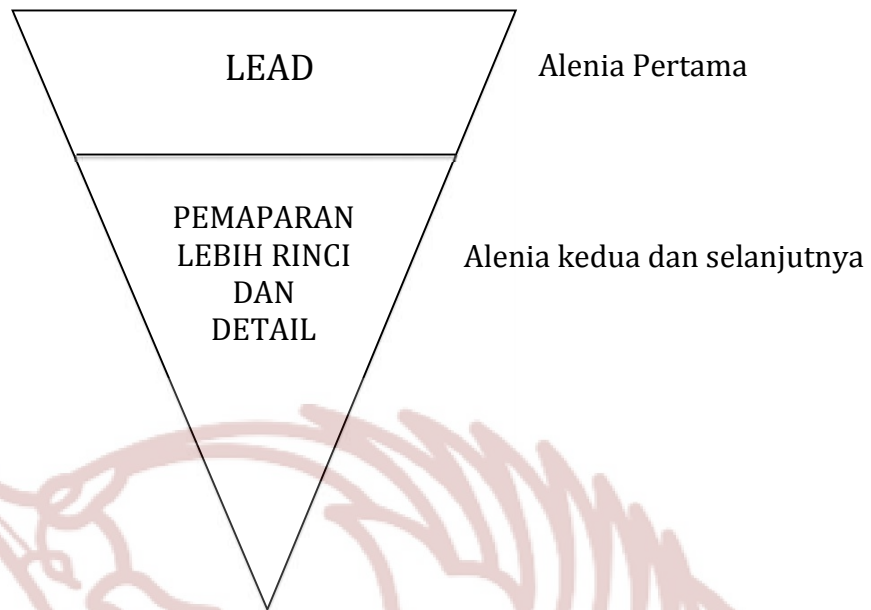 LEAD
Alenia Pertama
PEMAPARAN
LEBIH RINCI
DAN
DETAIL
Alenia kedua dan selanjutnya